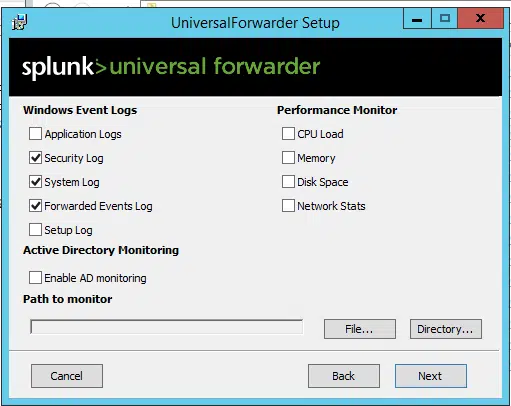 UniversalForwarder Setup
splunk>universal forwarder
Windows Event Logs
Application Logs
Security Log
System Log
Forwarded Events Log
Setup Log
Performance Monitor
CPU Load
Memory
Disk Space
Network Stats
Active Directory Monitoring
Enable AD monitoring
Path to monitor
File...
Directory...
Cancel
Back
Next